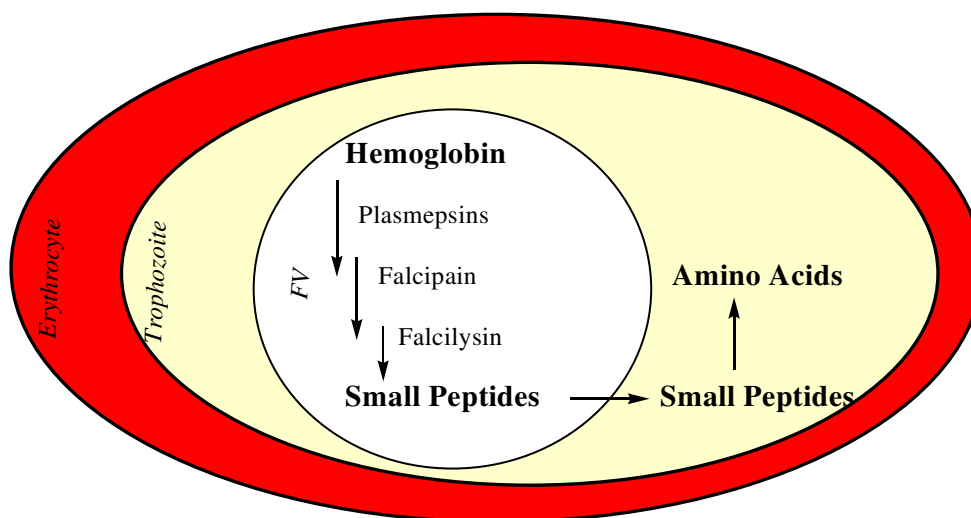 Erythrocyte
Trophozoite
FV
Hemoglobin
Plasmepsins
Falcipain
Falcilysin
Small Peptides
Amino Acids
Small Peptides